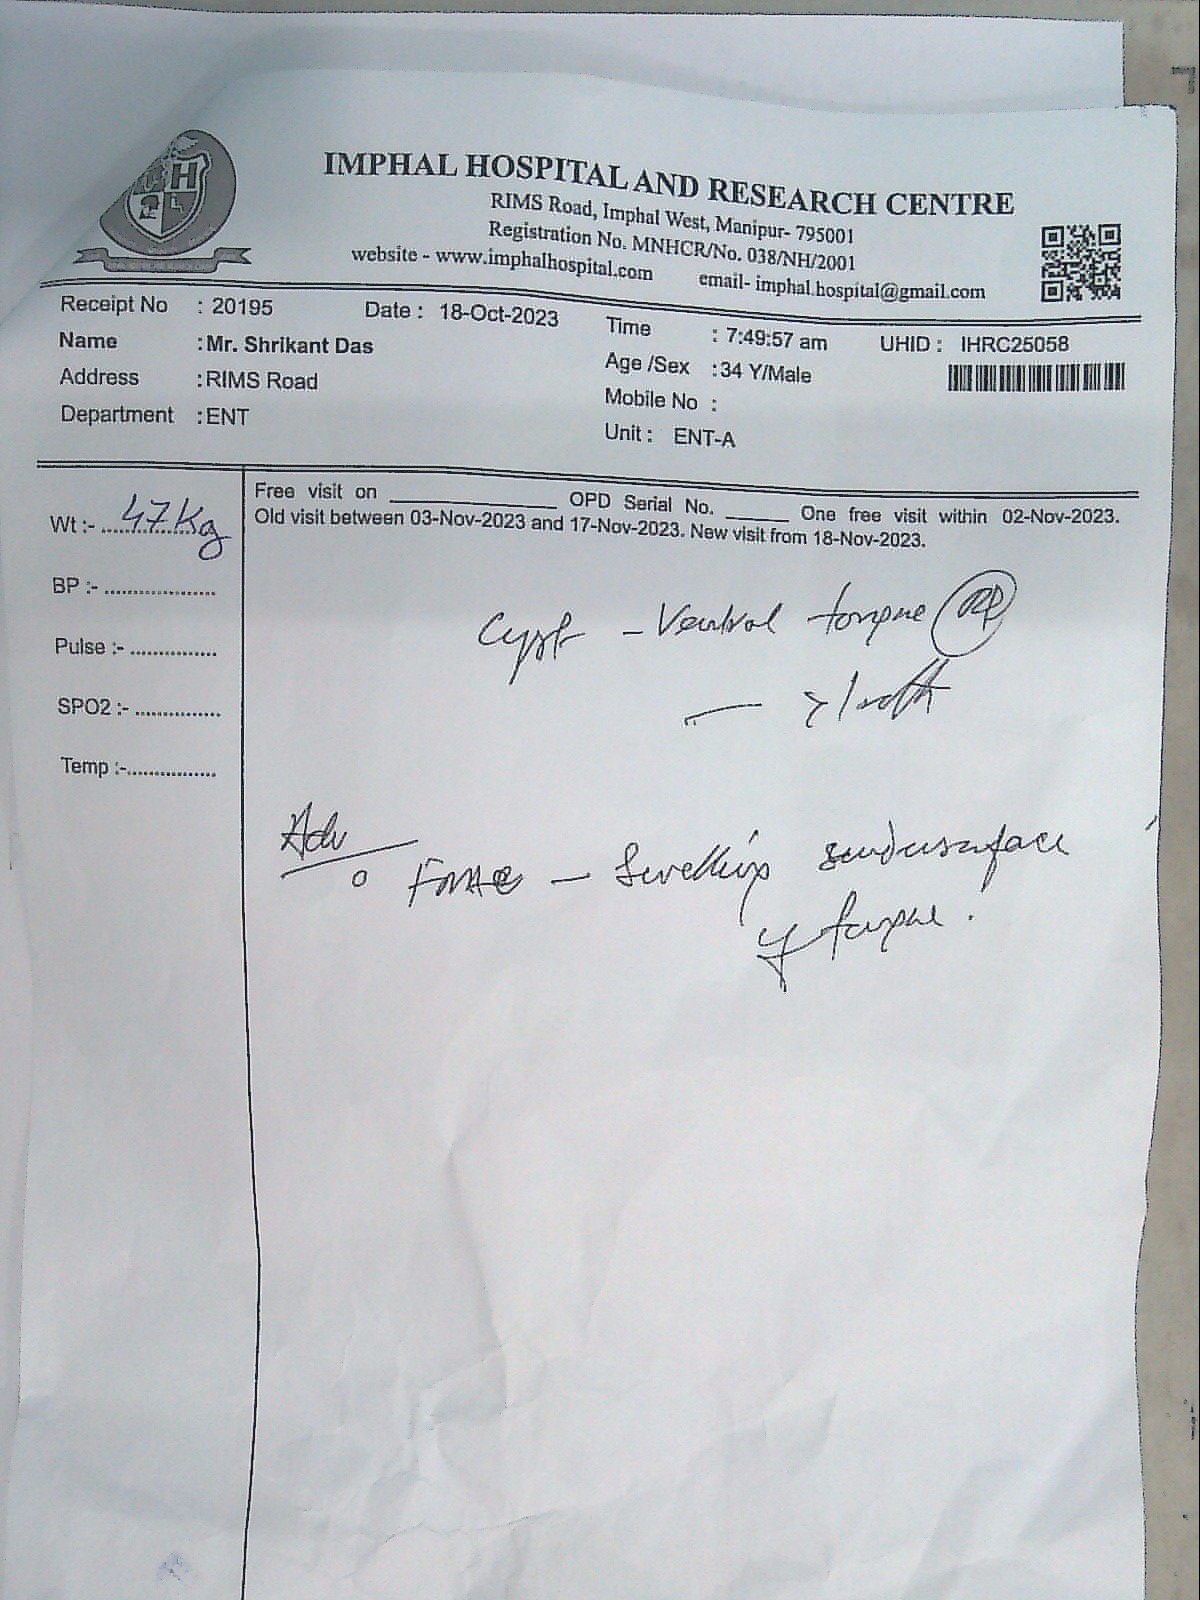 IMPHAL HOSPITAL AND RESEARCH CENTRE
RIMS Road, Imphal West, Manipur- 795001
Registration No. MNHCR/No. 038/NH/2001
website - www.imphalhospital.com email- imphal.hospital@gmail.com
Receipt No : 20195 Date : 18-Oct-2023 Time : 7:49:57 am UHID : IHRC25058
Name : Mr. Shrikant Das Age /Sex : 34 Y/Male
Address : RIMS Road Mobile No :
Department : ENT Unit : ENT-A
Free visit on ____________ OPD Serial No. ______ One free visit within 02-Nov-2023.
Old visit between 03-Nov-2023 and 17-Nov-2023. New visit from 18-Nov-2023.
Wt :- 47 Kg
BP :- ....................
Pulse :- ...............
SPO2 :- ...............
Temp :-................
Cyst - Ventral tongue
Adv
FNAC - Swelling undersurface
of tongue.